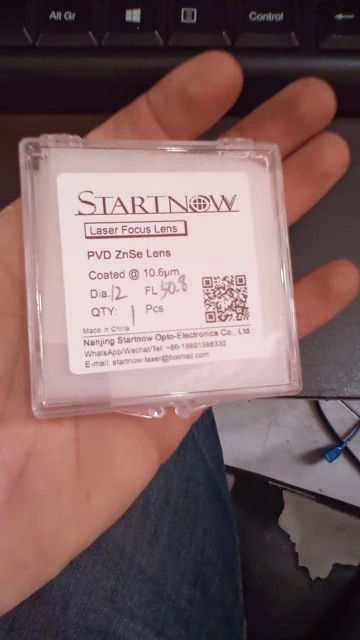 Alt Gr
Control
STARTNOW
Laser Focus Lens
PVD ZnSe Lens
Coated @ 10.6μm
Dia. 12 FL 50.8
QTY: 1 Pcs
Made in China
Nanjing Startnow Opto-Electronics Co., Ltd.
WhatsApp/Wechat/Tel: +86-18601598330
E-mail: startnow-laser@hotmail.com